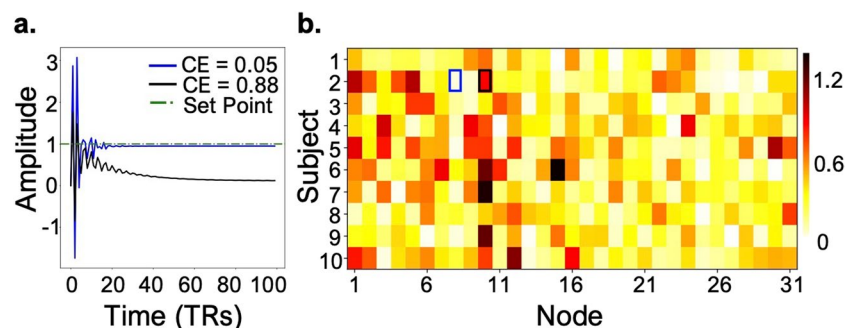 a.
Amplitude
3
2
1
0
-1
CE = 0.05
CE = 0.88
Set Point
0 20 40 60 80 100
Time (TRs)
b.
Subject
1
2
3
4
5
6
7
8
9
10
1 6 11 16 21 26 31
Node
1.2
0.6
0